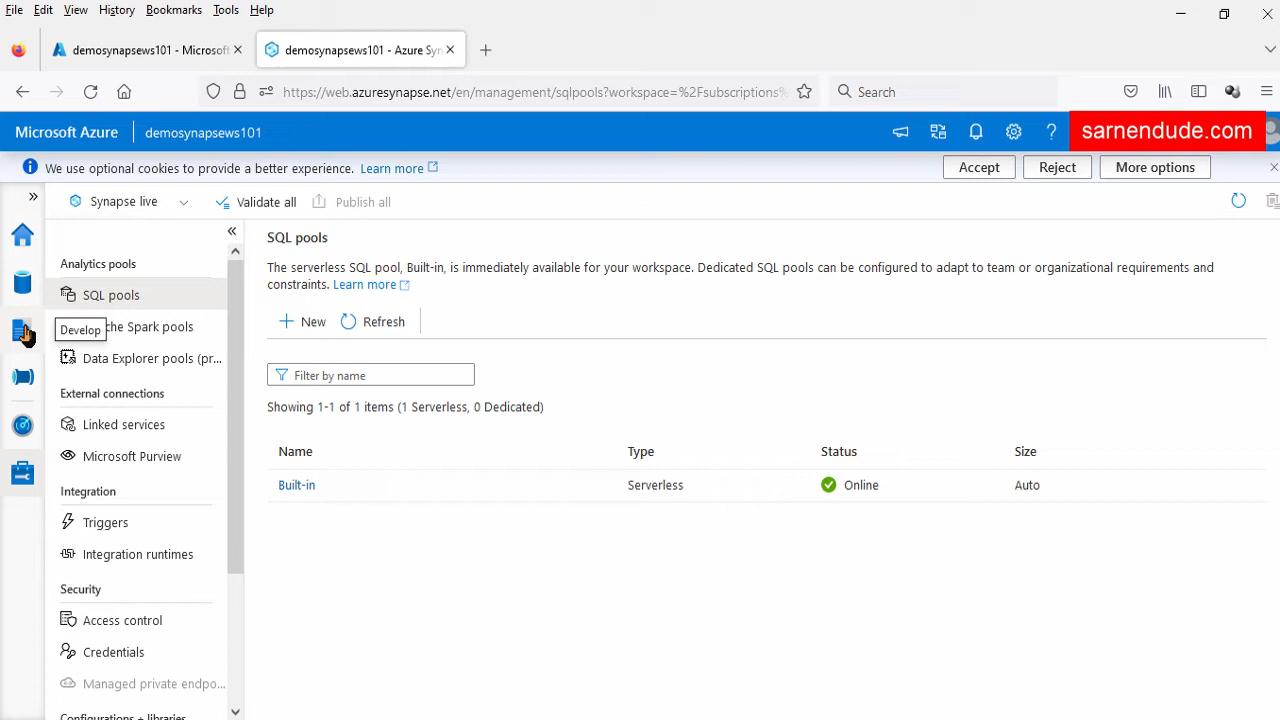 File Edit View History Bookmarks Tools Help
demosynapsews101 - Microsoft
demosynapsews101 - Azure Syn
https://web.azuresynapse.net/en/management/sqlpools?workspace=%2Fsubscriptions%
Search
Microsoft Azure demosynapsews101
sarnendude.com
We use optional cookies to provide a better experience. Learn more
Accept Reject More options
Synapse live Validate all Publish all
Analytics pools
SQL pools
che Spark pools
Develop
Data Explorer pools (pr...
External connections
Linked services
Microsoft Purview
Integration
Triggers
Integration runtimes
Security
Access control
Credentials
Managed private endpo...
Configurations + libraries
SQL pools
The serverless SQL pool, Built-in, is immediately available for your workspace. Dedicated SQL pools can be configured to adapt to team or organizational requirements and
constraints. Learn more
New Refresh
Filter by name
Showing 1-1 of 1 items (1 Serverless, 0 Dedicated)
Name Type Status Size
Built-in Serverless Online Auto